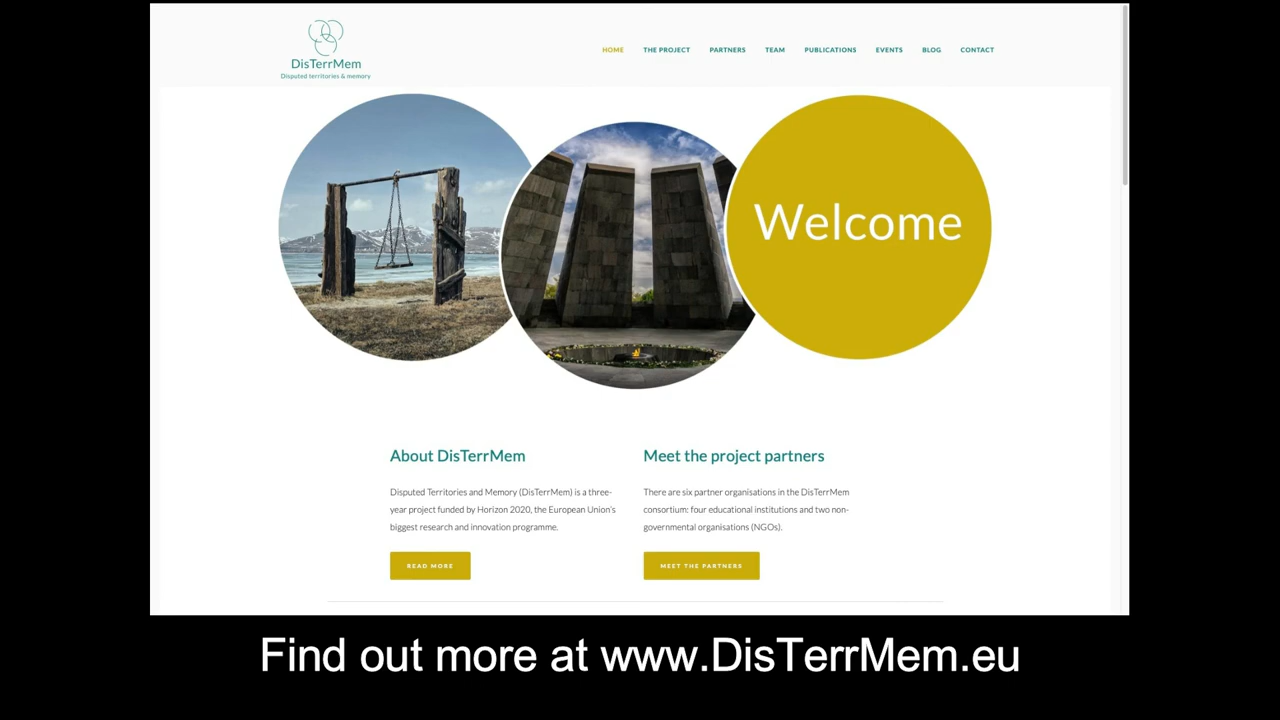 DisTerrMem
Disputed territories & memory
HOME THE PROJECT PARTNERS TEAM PUBLICATIONS EVENTS BLOG CONTACT
Welcome
About DisTerrMem
Disputed Territories and Memory (DisTerrMem) is a three-
year project funded by Horizon 2020, the European Union's
biggest research and innovation programme.
READ MORE
Meet the project partners
There are six partner organisations in the DisTerrMem
consortium: four educational institutions and two non-
governmental organisations (NGOs).
MEET THE PARTNERS
Find out more at www.DisTerrMem.eu